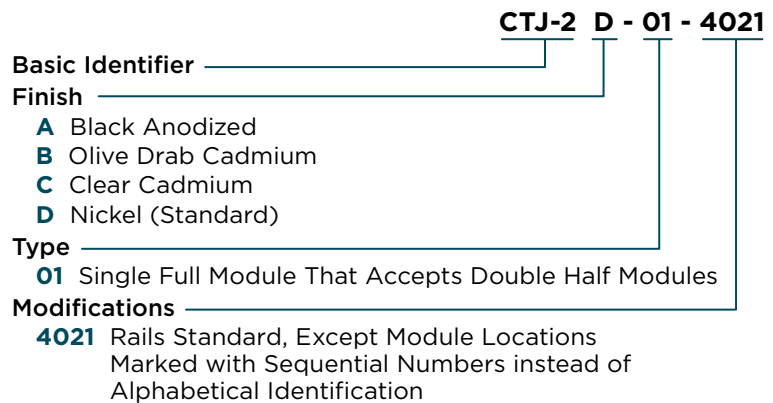 CTJ-2 D - 01 - 4021
Basic Identifier
Finish
A Black Anodized
B Olive Drab Cadmium
C Clear Cadmium
D Nickel (Standard)
Type
01 Single Full Module That Accepts Double Half Modules
Modifications
4021 Rails Standard, Except Module Locations
Marked with Sequential Numbers instead of
Alphabetical Identification